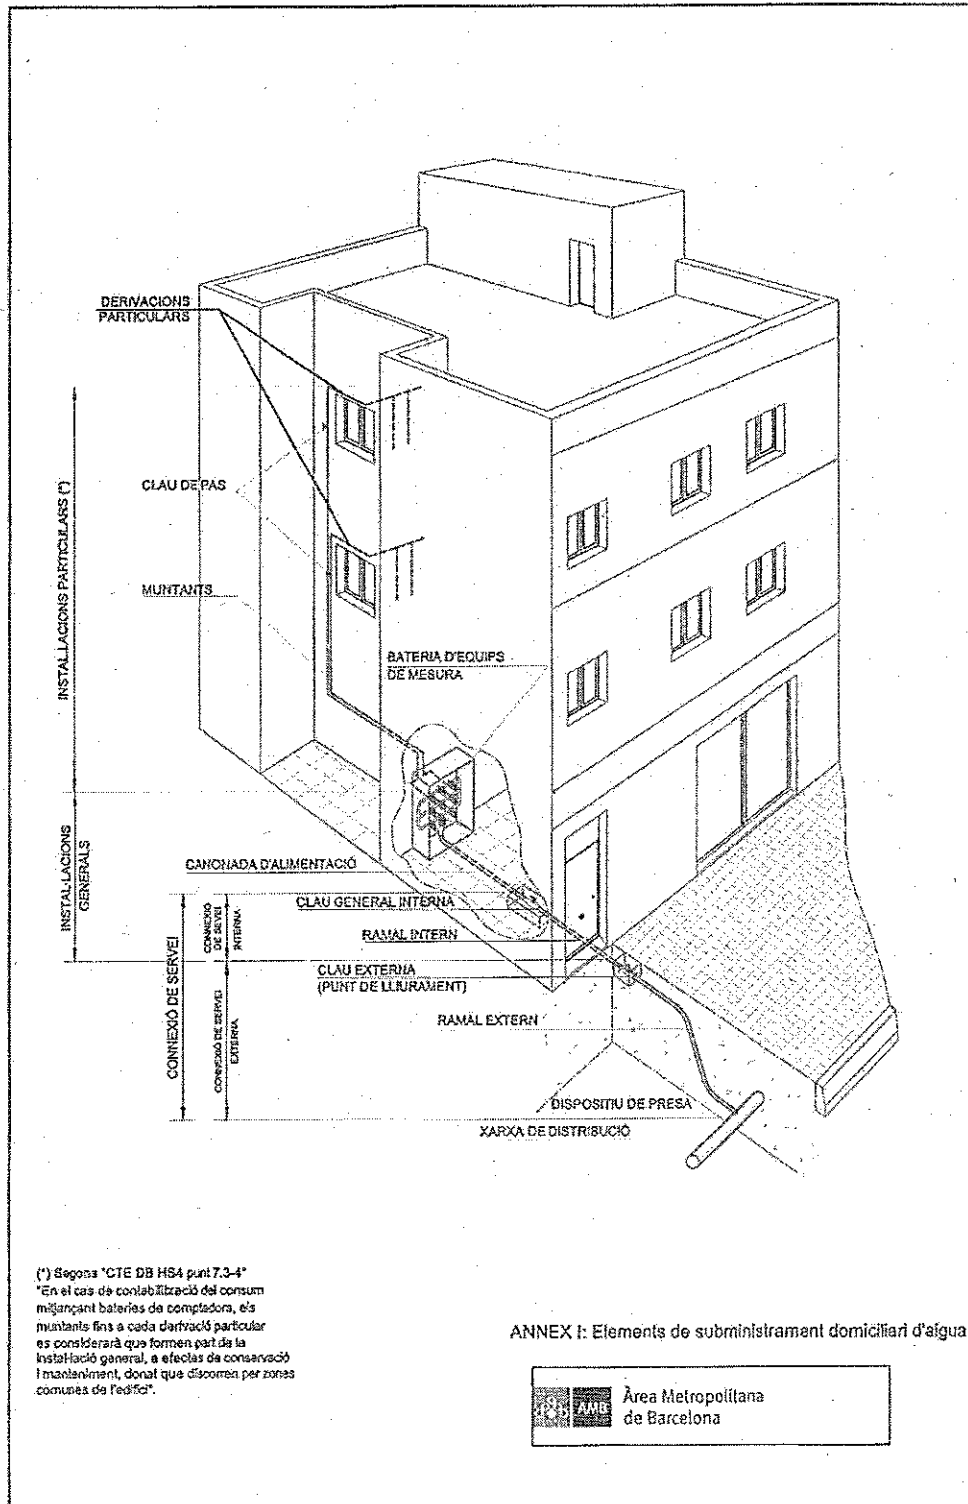 DERIVACIONS
PARTICULARS
CLAU DE PAS
MUNTANTS
INSTAL·LACIONS PARTICULARS (*)
BATERIA D'EQUIPS
DE MESURA
INSTAL·LACIONS
GENERALS
CANONADA D'ALIMENTACIÓ
CLAU GENERAL INTERNA
RAMAL INTERN
CLAU EXTERNA
(PUNT DE LLIURAMENT)
RAMAL EXTERN
CONNEXIÓ DE SERVEI
CONNEXIÓ
DE SEVEI
INTERNA
CONNEXIÓ DE SERVEI
EXTERNA
DISPOSITIU DE PRESA
XARXA DE DISTRIBUCIÓ
(*) Segons "CTE DB HS4 punt 7.3-4"
"En el cas de contabilització del consum
mitjançant bateries de comptadors, els
muntants fins a cada derivació particular
es considerarà que formen part de la
instal·lació general, a efectes de conservació
i manteniment, donat que discorren per zones
comunes de l'edifici".
ANNEX I: Elements de subministrament domiciliari d'aigua
AMB
Àrea Metropolitana
de Barcelona